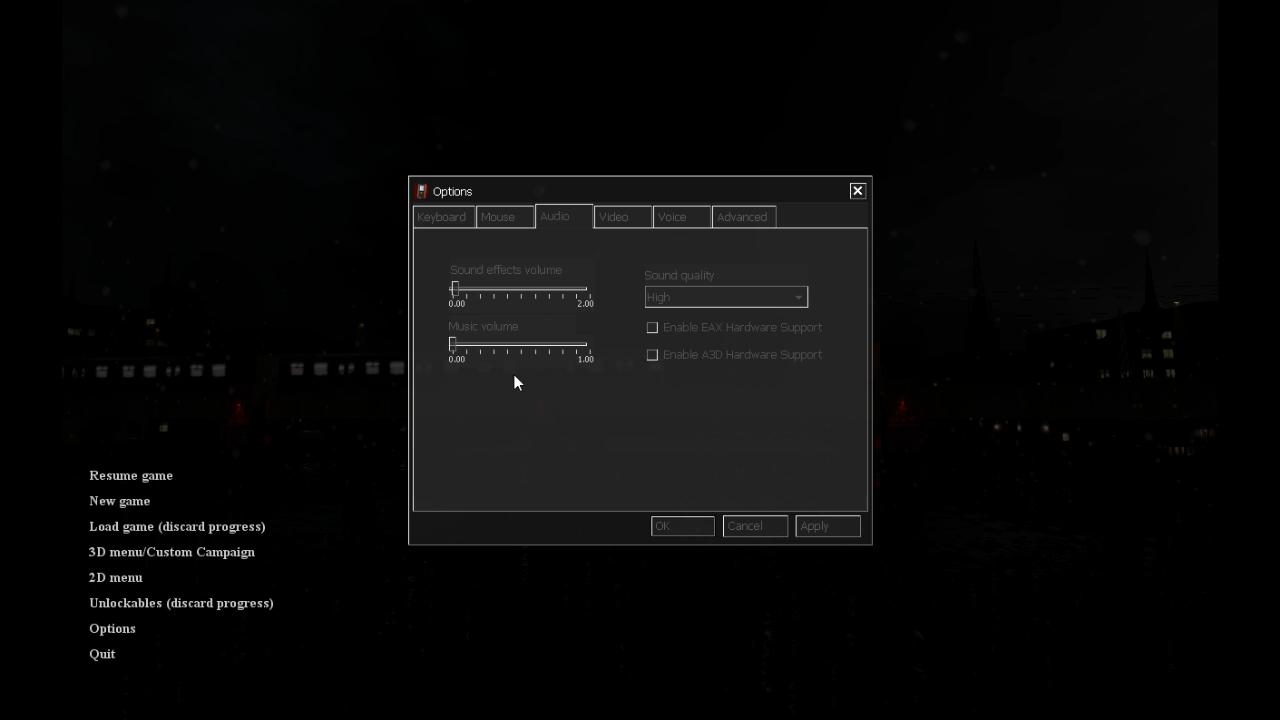 Options
Keyboard Mouse Audio Video Voice Advanced
Sound effects volume
0.00 2.00
Music volume
0.00 1.00
Sound quality
High
Enable EAX Hardware Support
Enable A3D Hardware Support
OK Cancel Apply
Resume game
New game
Load game (discard progress)
3D menu/Custom Campaign
2D menu
Unlockables (discard progress)
Options
Quit